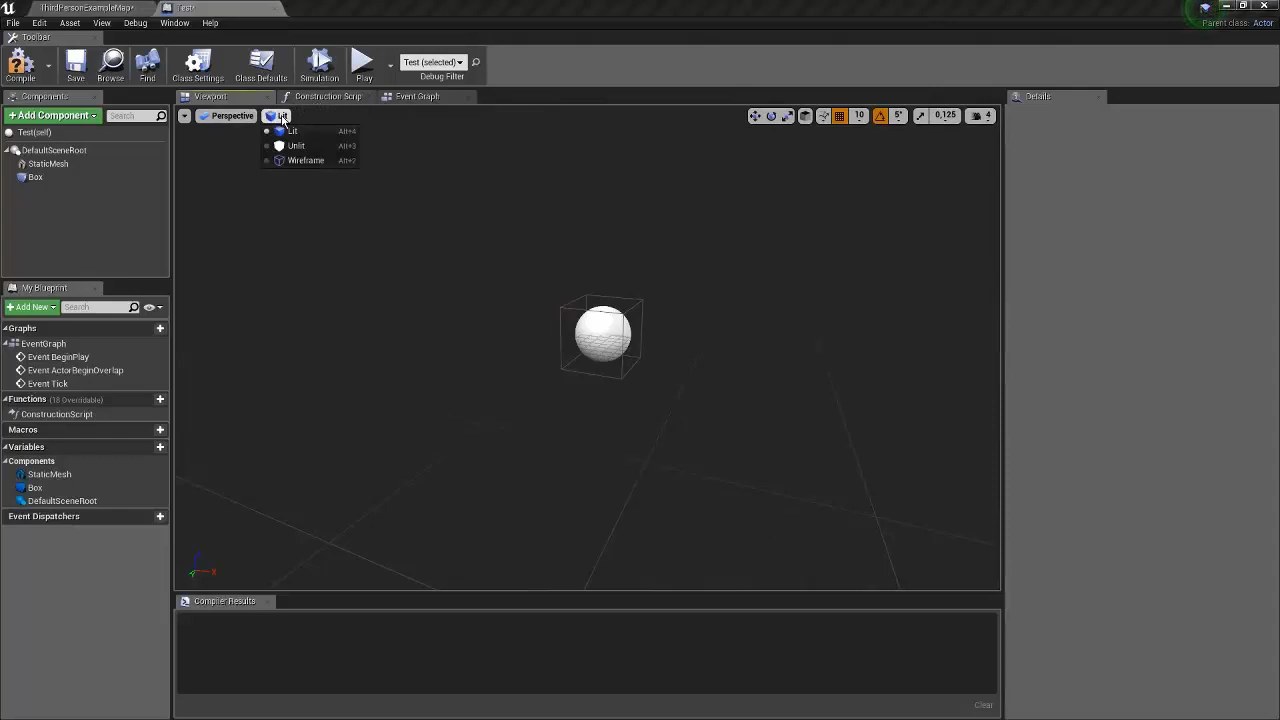 ThirdPersonExampleMap*
Test*
File Edit Asset View Debug Window Help
Parent class: Actor
Toolbar
Compile
Save
Browse
Find
Class Settings
Class Defaults
Simulation
Play
Test (selected)
Debug Filter
Components
Viewport
Construction Scrip
Event Graph
Details
+ Add Component
Search
Perspective
Lit
10
5°
0,125
4
Test(self)
Lit Alt+4
Unlit Alt+3
Wireframe Alt+2
DefaultSceneRoot
StaticMesh
Box
My Blueprint
+ Add New
Search
Graphs
EventGraph
Event BeginPlay
Event ActorBeginOverlap
Event Tick
Functions (18 Overridable)
ConstructionScript
Macros
Variables
Components
StaticMesh
Box
DefaultSceneRoot
Event Dispatchers
X
Compiler Results
Clear